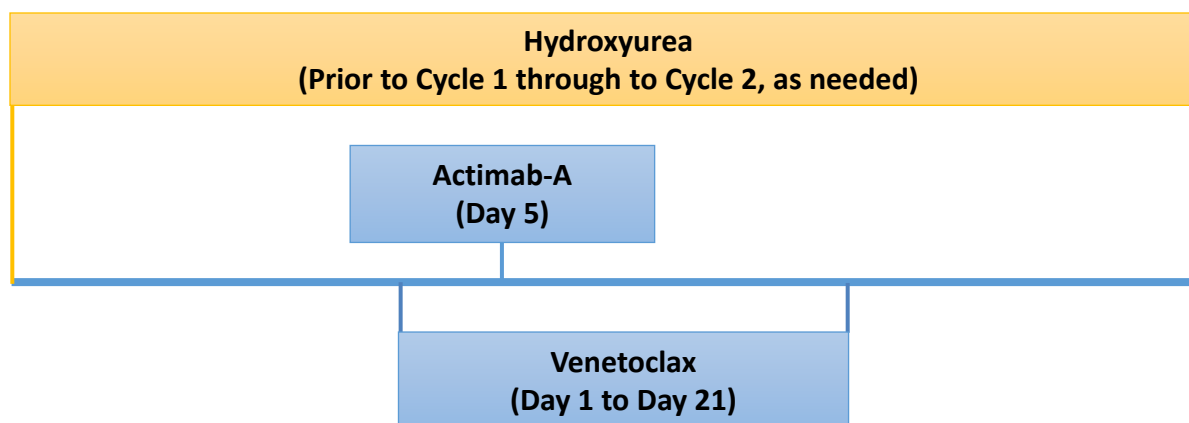 Hydroxyurea
(Prior to Cycle 1 through to Cycle 2, as needed)
Actimab-A
(Day 5)
Venetoclax
(Day 1 to Day 21)